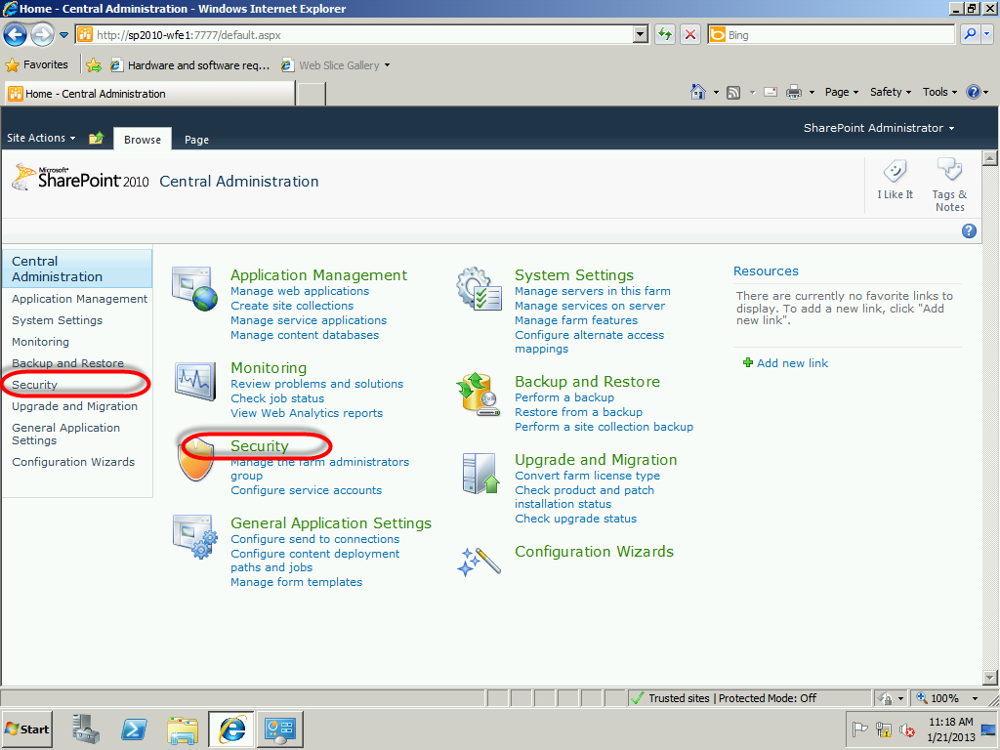 Home - Central Administration - Windows Internet Explorer
http://sp2010-wfe1:7777/default.aspx
Bing
Favorites
Hardware and software req...
Web Slice Gallery
Home - Central Administration
Page
Safety
Tools
Site Actions
Browse
Page
SharePoint Administrator
Microsoft
SharePoint 2010
Central Administration
I Like It
Tags &
Notes
Central
Administration
Application Management
System Settings
Monitoring
Backup and Restore
Security
Upgrade and Migration
General Application
Settings
Configuration Wizards
Application Management
Manage web applications
Create site collections
Manage service applications
Manage content databases
Monitoring
Review problems and solutions
Check job status
View Web Analytics reports
Security
Manage the farm administrators
group
Configure service accounts
General Application Settings
Configure send to connections
Configure content deployment
paths and jobs
Manage form templates
System Settings
Manage servers in this farm
Manage services on server
Manage farm features
Configure alternate access
mappings
Backup and Restore
Perform a backup
Restore from a backup
Perform a site collection backup
Upgrade and Migration
Convert farm license type
Check product and patch
installation status
Check upgrade status
Configuration Wizards
Resources
There are currently no favorite links to
display. To add a new link, click "Add
new link".
Add new link
Trusted sites | Protected Mode: Off
100%
Start
11:18 AM
1/21/2013